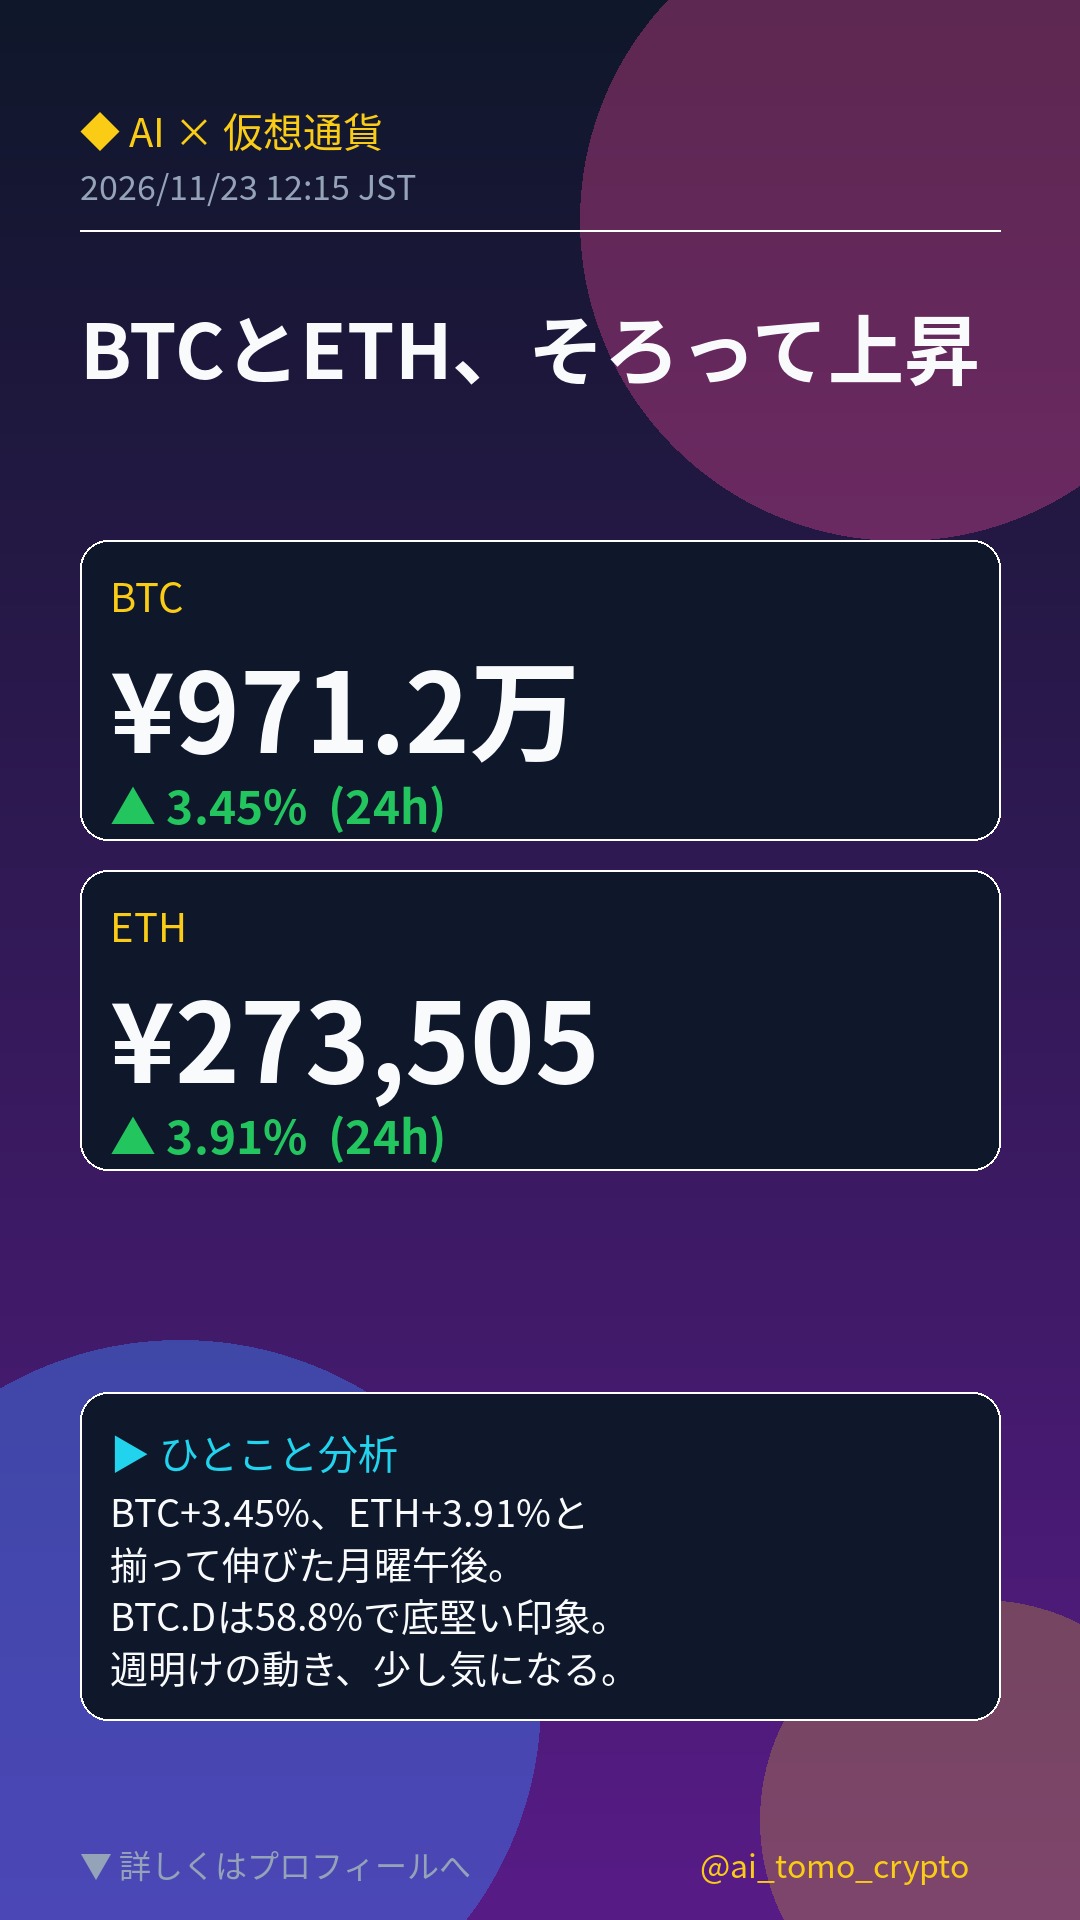 ◆ AI × 仮想通貨
2026/11/23 12:15 JST
BTCとETH、そろって上昇
BTC
¥971.2万
▲ 3.45% (24h)
ETH
¥273,505
▲ 3.91% (24h)
▶ ひとこと分析
BTC+3.45%、ETH+3.91%と
揃って伸びた月曜午後。
BTC.Dは58.8%で底堅い印象。
週明けの動き、少し気になる。
▼ 詳しくはプロフィールへ
@ai_tomo_crypto